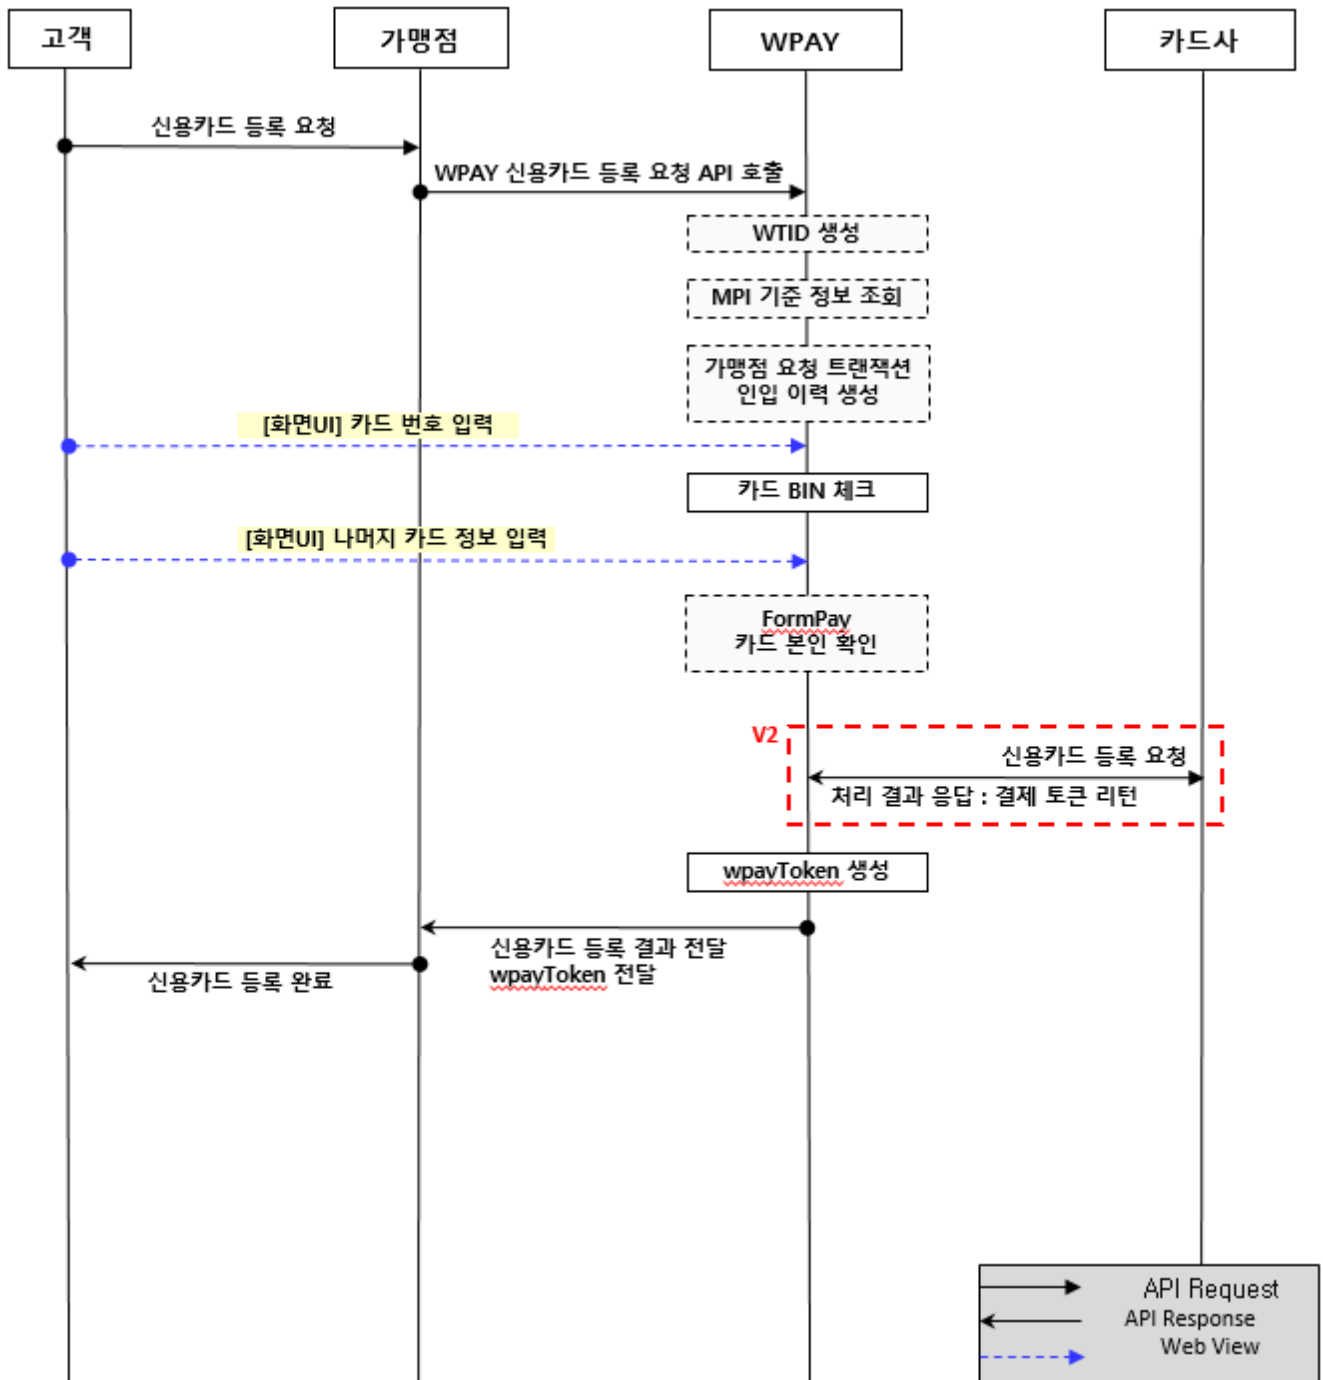 고객
가맹점
WPAY
카드사
신용카드 등록 요청
WPAY 신용카드 등록 요청 API 호출
WTID 생성
MPI 기준 정보 조회
가맹점 요청 트랜잭션
인입 이력 생성
[화면UI] 카드 번호 입력
카드 BIN 체크
[화면UI] 나머지 카드 정보 입력
FormPay
카드 본인 확인
V2
신용카드 등록 요청
처리 결과 응답 : 결제 토큰 리턴
wpayToken 생성
신용카드 등록 결과 전달
wpayToken 전달
신용카드 등록 완료
API Request
API Response
Web View